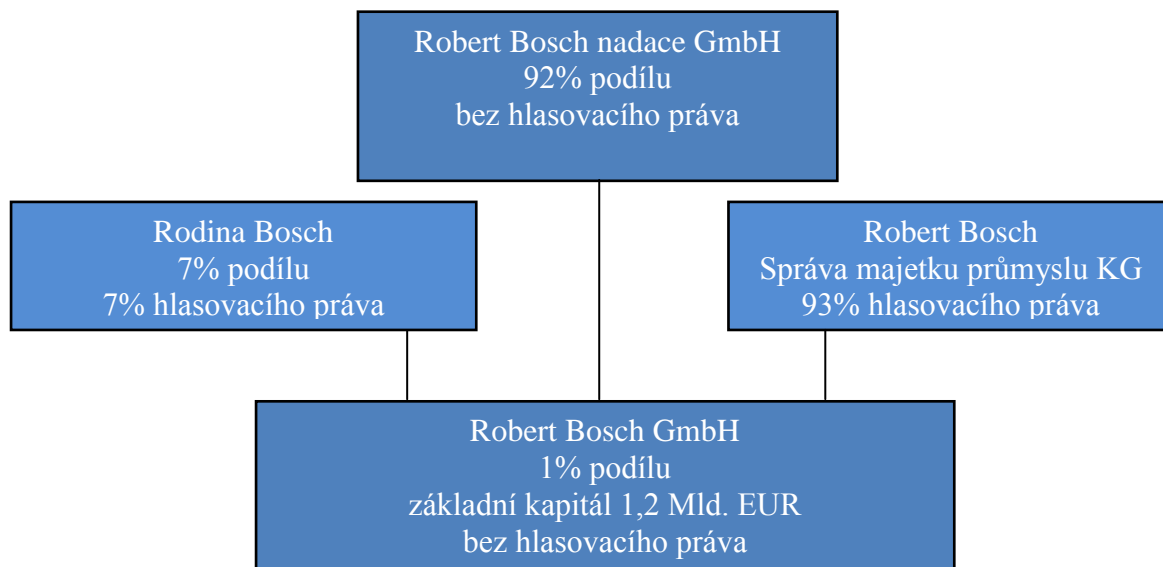 Robert Bosch nadace GmbH
92% podílu
bez hlasovacího práva
Rodina Bosch
7% podílu
7% hlasovacího práva
Robert Bosch
Správa majetku průmyslu KG
93% hlasovacího práva
Robert Bosch GmbH
1% podílu
základní kapitál 1,2 Mld. EUR
bez hlasovacího práva